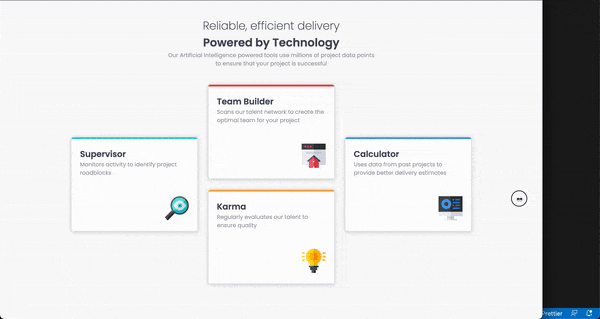 Reliable, efficient delivery
Powered by Technology
Our Artificial Intelligence powered tools use millions of project data points
to ensure that your project is successful
Team Builder
Scans our talent network to create the
optimal team for your project
Supervisor
Monitors activity to identify project
roadblocks
Calculator
Uses data from past projects to
provide better delivery estimates
Karma
Regularly evaluates our talent to
ensure quality
Prettier